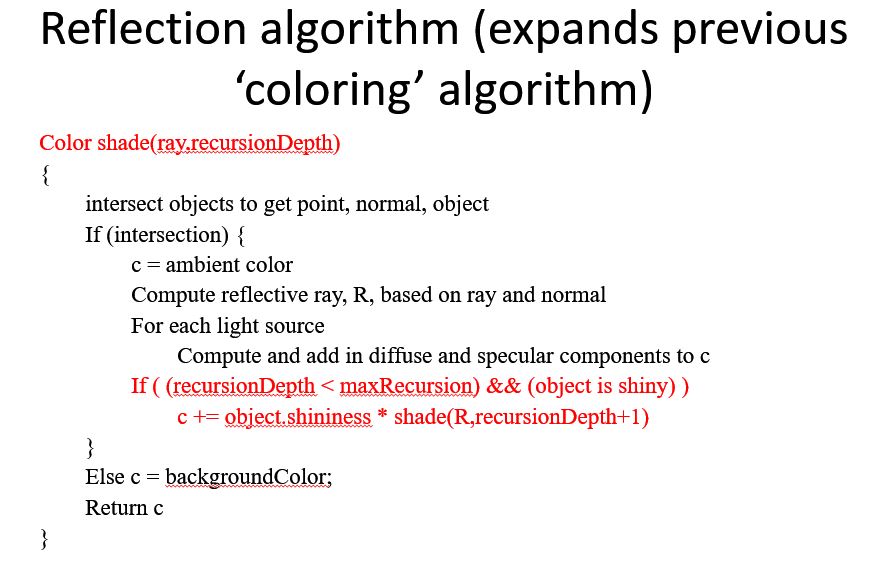 Reflection algorithm (expands previous
‘coloring’ algorithm)
Color shade(ray,recursionDepth)
{
intersect objects to get point, normal, object
If (intersection) {
c = ambient color
Compute reflective ray, R, based on ray and normal
For each light source
Compute and add in diffuse and specular components to c
If ( (recursionDepth < maxRecursion) && (object is shiny) )
c += object.shininess * shade(R,recursionDepth+1)
}
Else c = backgroundColor;
Return c
}